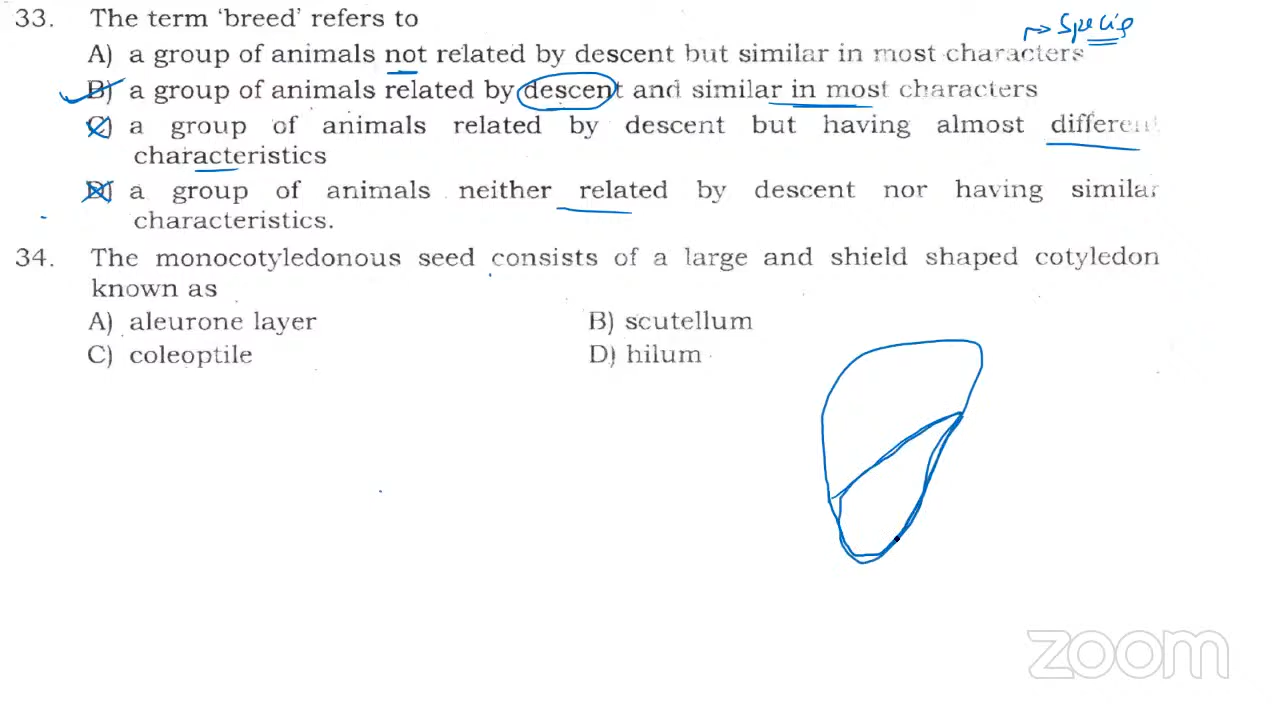 33. The term 'breed' refers to
→ Specie
A) a group of animals not related by descent but similar in most characters
B) a group of animals related by descent and similar in most characters
C) a group of animals related by descent but having almost different
characteristics
D) a group of animals neither related by descent nor having similar
characteristics.
34. The monocotyledonous seed consists of a large and shield shaped cotyledon
known as
A) aleurone layer B) scutellum
C) coleoptile D) hilum
zoom